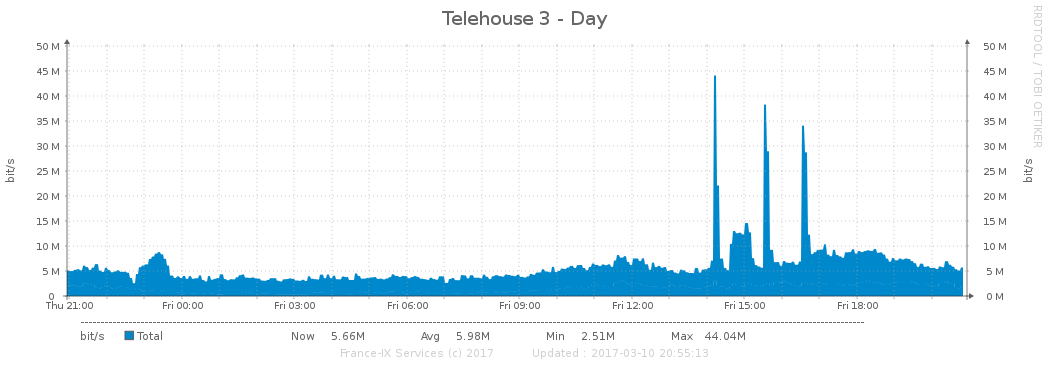 Telehouse 3 - Day
RRDTOOL / TOBI OETIKER
50 M 50 M
45 M 45 M
40 M 40 M
35 M 35 M
30 M 30 M
25 M 25 M
20 M 20 M
15 M 15 M
10 M 10 M
5 M 5 M
0 0 M
bit/s
bit/s
Thu 21:00 Fri 00:00 Fri 03:00 Fri 06:00 Fri 09:00 Fri 12:00 Fri 15:00 Fri 18:00
bit/s Total Now 5.66M Avg 5.98M Min 2.51M Max 44.04M
France-IX Services (c) 2017 Updated : 2017-03-10 20:55:13